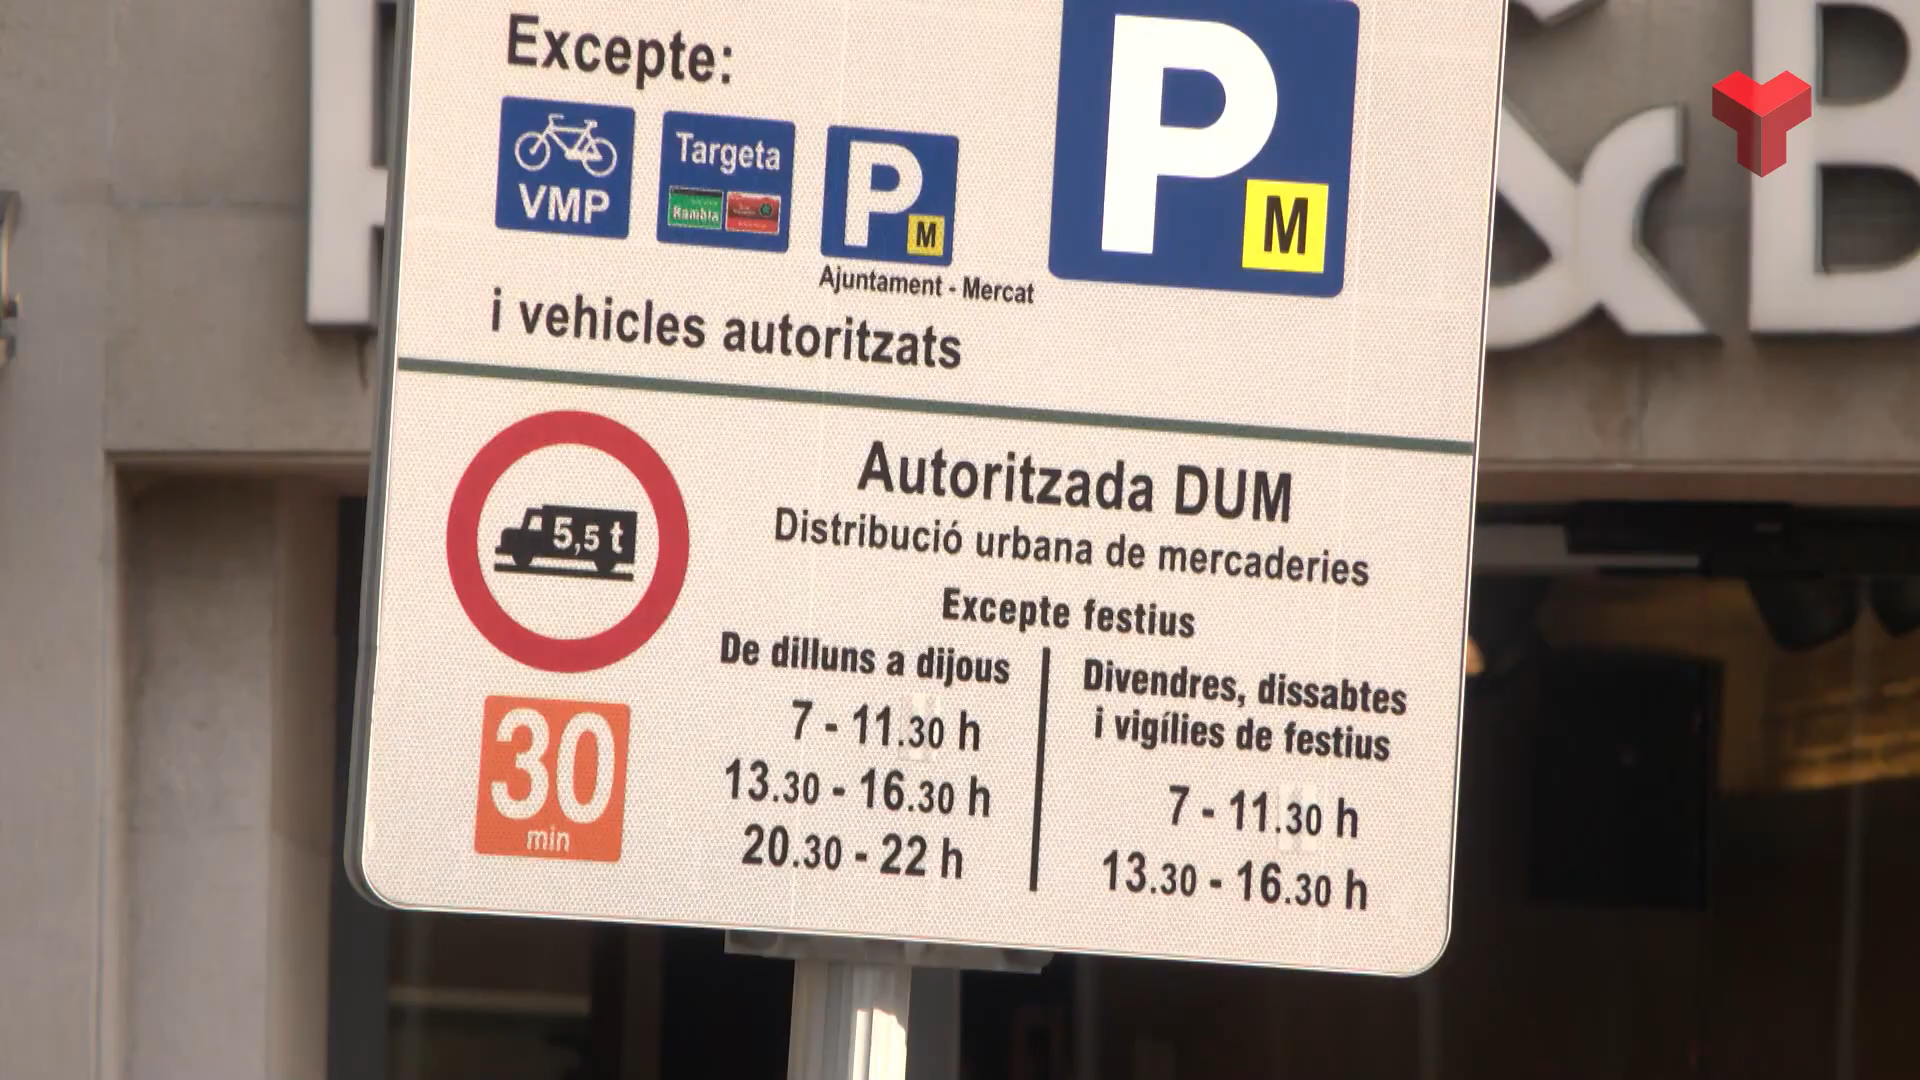 Excepte:
VMP
Targeta
Rambla
P
M
P
M
Ajuntament - Mercat
i vehicles autoritzats
5,5 t
Autoritzada DUM
Distribució urbana de mercaderies
Excepte festius
De dilluns a dijous
7 - 11.30 h
13.30 - 16.30 h
20.30 - 22 h
Divendres, dissabtes
i vigílies de festius
7 - 11.30 h
13.30 - 16.30 h
30
min
&B